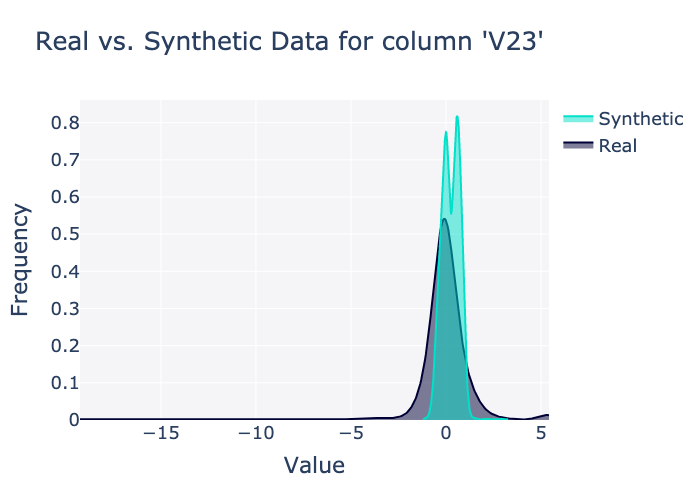 Real vs. Synthetic Data for column 'V23'
Synthetic
Real
0.8
0.7
0.6
0.5
0.4
0.3
0.2
0.1
0
Frequency
−15
−10
−5
0
5
Value